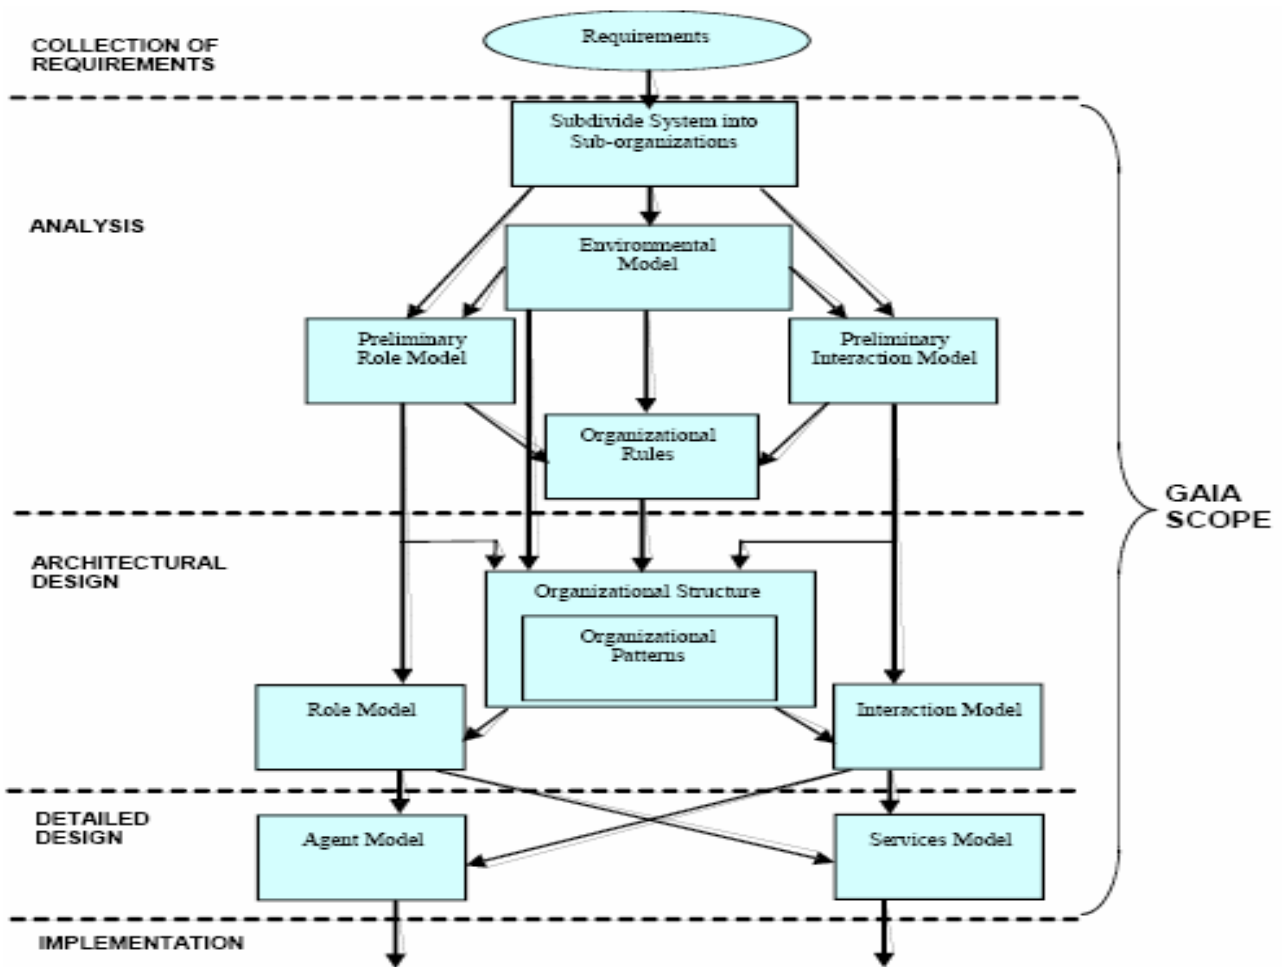 COLLECTION OF
REQUIREMENTS
Requirements
Subdivide System into
Sub-organizations
ANALYSIS
Environmental
Model
Preliminary
Role Model
Preliminary
Interaction Model
Organizational
Rules
GAIA
SCOPE
ARCHITECTURAL
DESIGN
Organizational Structure
Organizational
Patterns
Role Model
Interaction Model
DETAILED
DESIGN
Agent Model
Services Model
IMPLEMENTATION